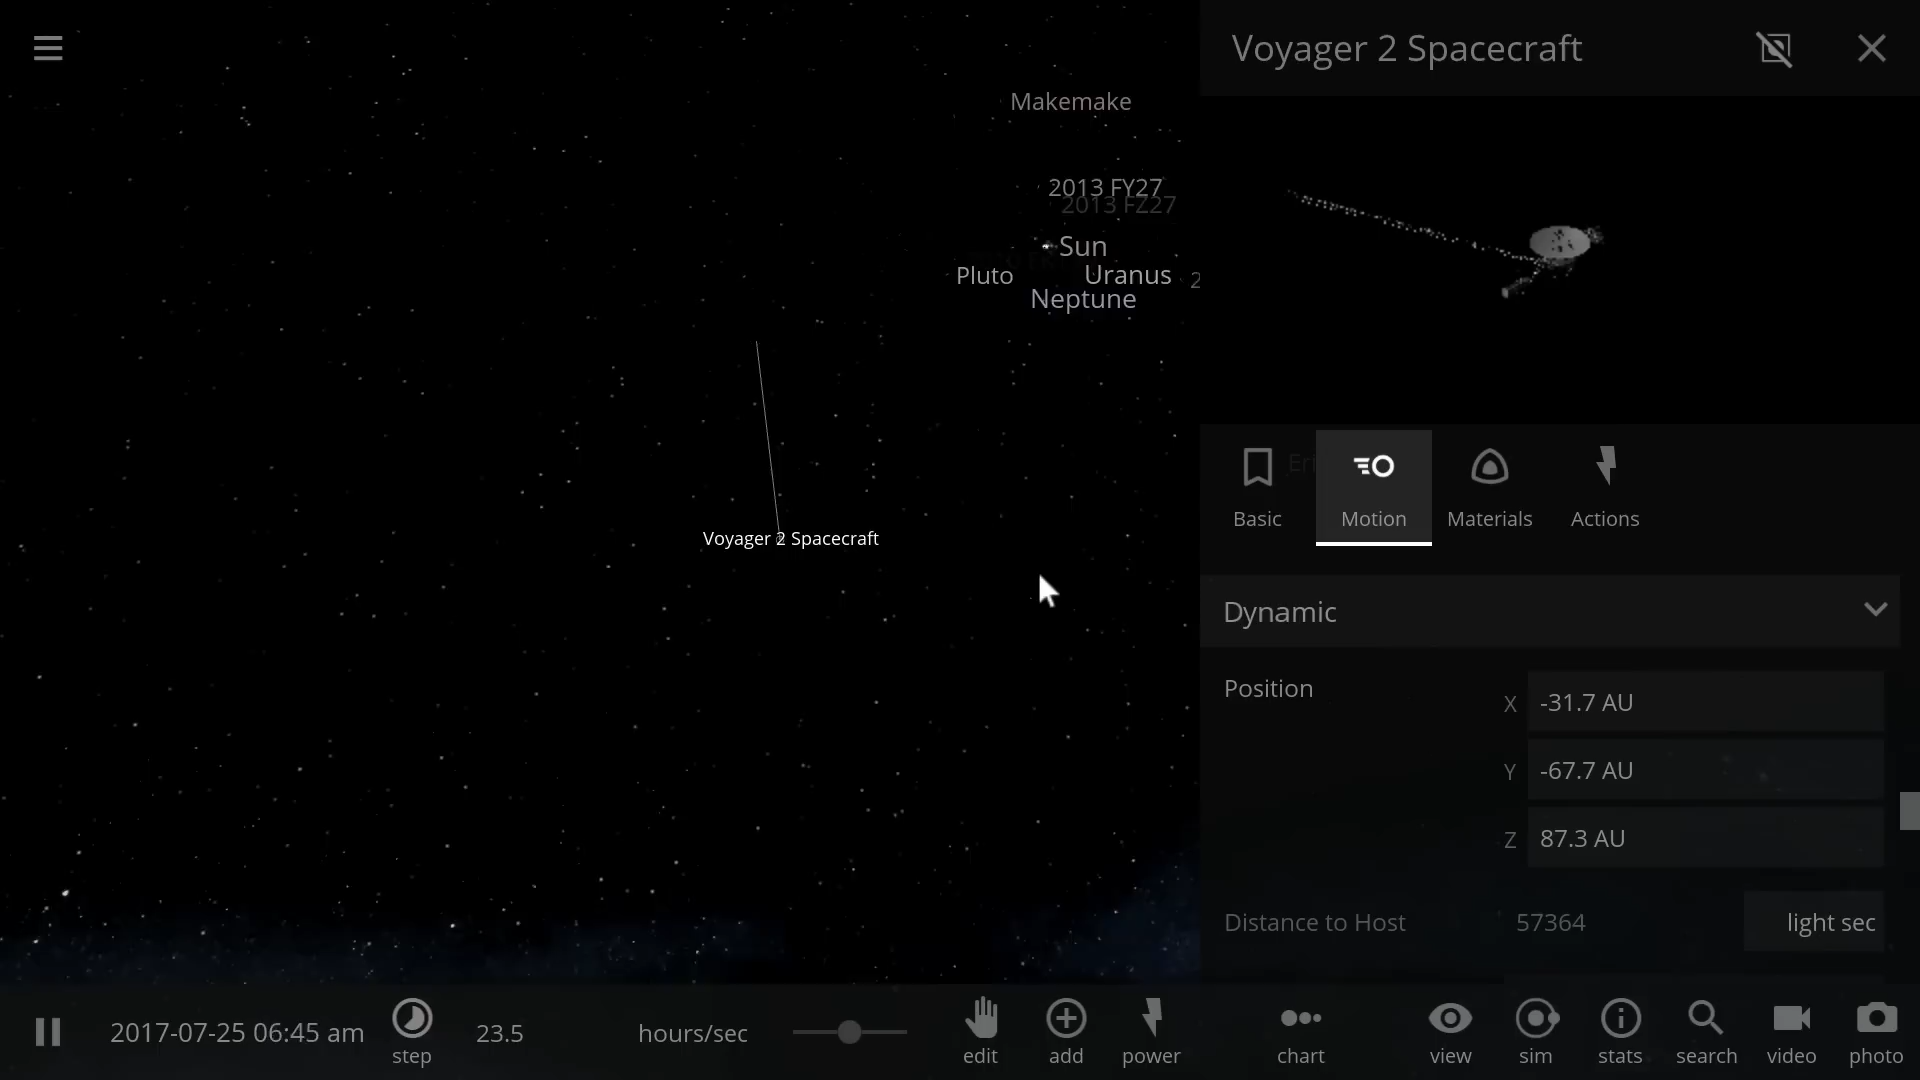 Voyager 2 Spacecraft
Makemake
2013 FY27
2013 FZ27
Sun
Pluto
Uranus
2
Neptune
Voyager 2 Spacecraft
Eri
Basic
Motion
Materials
Actions
Dynamic
Position
X
-31.7 AU
Y
-67.7 AU
Z
87.3 AU
Distance to Host
57364
light sec
2017-07-25 06:45 am
step
23.5
hours/sec
edit
add
power
chart
view
sim
stats
search
video
photo